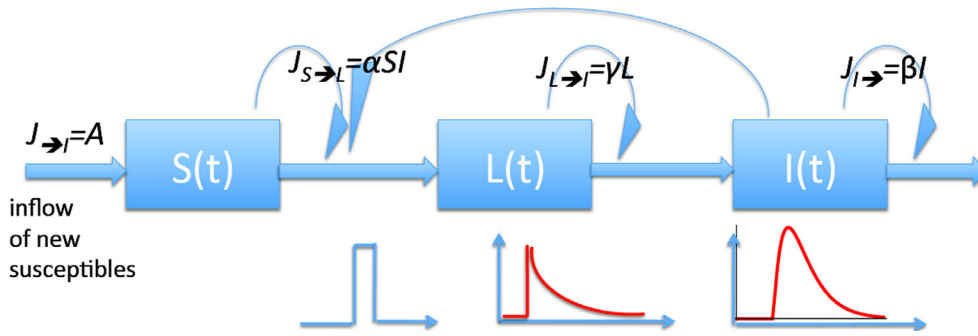 J→I=A
S(t)
JS→L=αSI
L(t)
JL→I=γL
I(t)
JI→=βI
inflow
of new
susceptibles